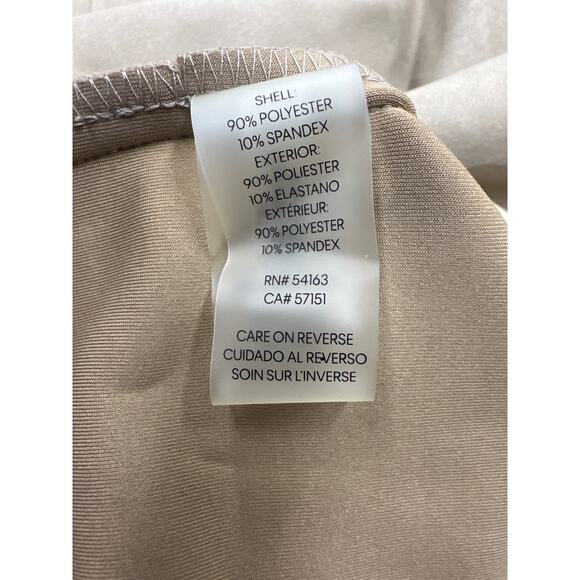 SHELL:
90% POLYESTER
10% SPANDEX
EXTERIOR:
90% POLIESTER
10% ELASTANO
EXTÉRIEUR:
90% POLYESTER
10% SPANDEX
RN# 54163
CA# 57151
CARE ON REVERSE
CUIDADO AL REVERSO
SOIN SUR L'INVERSE